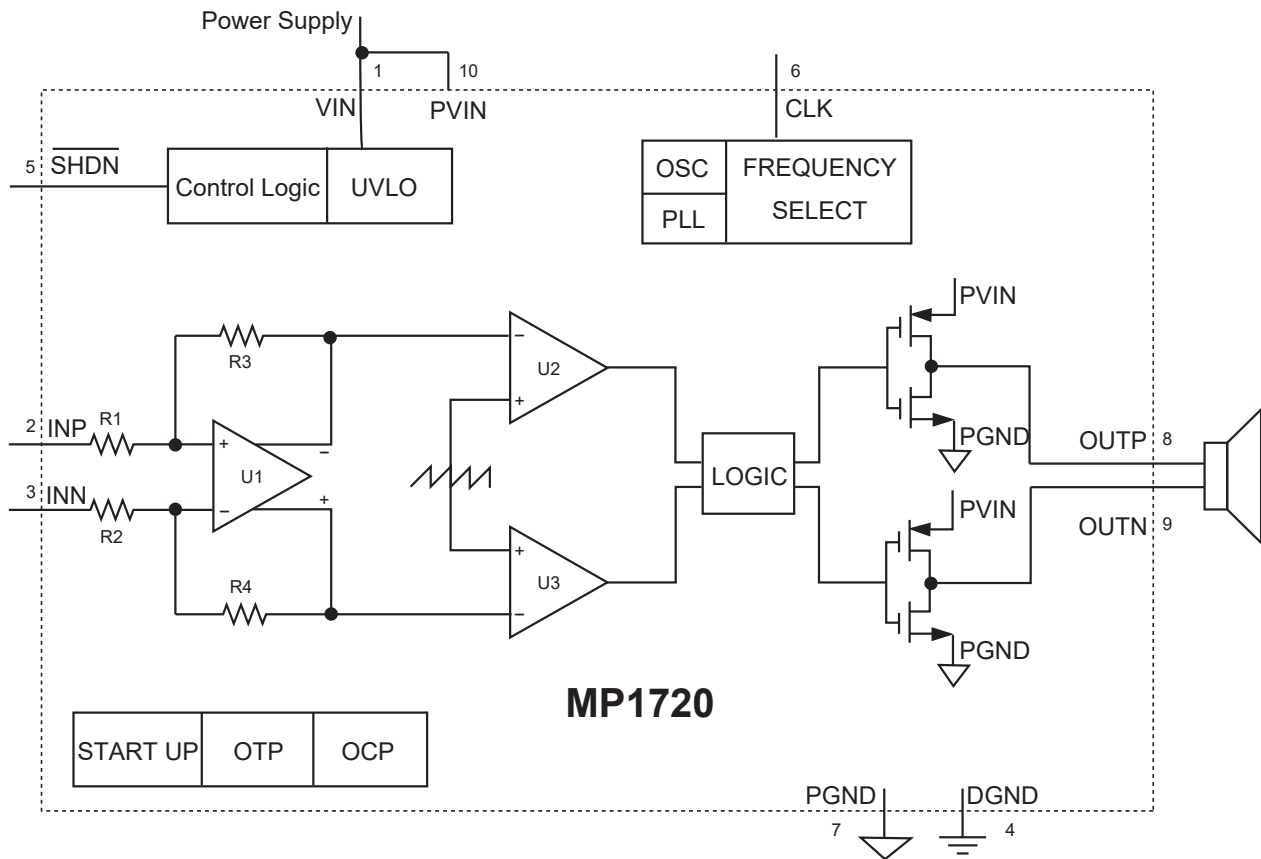 Power Supply
1
10
6
VIN
PVIN
CLK
5
SHDN
Control Logic
UVLO
OSC
PLL
FREQUENCY
SELECT
PVIN
R3
−
U2
+
2
INP
R1
+
−
U1
PGND
OUTP
8
3
INN
R2
−
+
LOGIC
PVIN
OUTN
9
+
U3
−
R4
PGND
MP1720
START UP
OTP
OCP
PGND
DGND
7
4